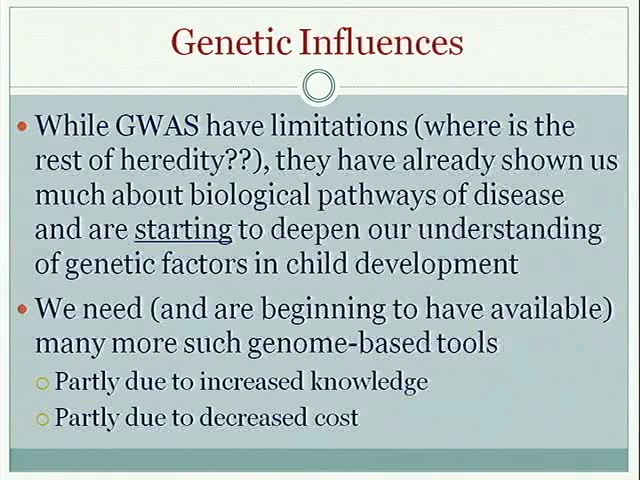 Genetic Influences
While GWAS have limitations (where is the
rest of heredity??), they have already shown us
much about biological pathways of disease
and are starting to deepen our understanding
of genetic factors in child development
We need (and are beginning to have available)
many more such genome-based tools
Partly due to increased knowledge
Partly due to decreased cost